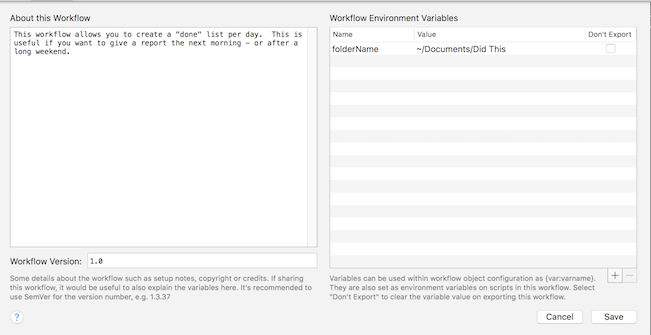 About this Workflow
This workflow allows you to create a "done" list per day.  This is
useful if you want to give a report the next morning – or after a
long weekend.
Workflow Version: 1.0
Some details about the workflow such as setup notes, copyright or credits. If sharing
this workflow, it would be useful to also explain the variables here. It's recommended to
use SemVer for the version number, e.g. 1.3.37
?
Workflow Environment Variables
Name Value Don't Export
folderName ~/Documents/Did This
+ −
Variables can be used within workflow object configuration as {var:varname}.
They are also set as environment variables on scripts in this workflow. Select
"Don't Export" to clear the variable value on exporting this workflow.
Cancel Save